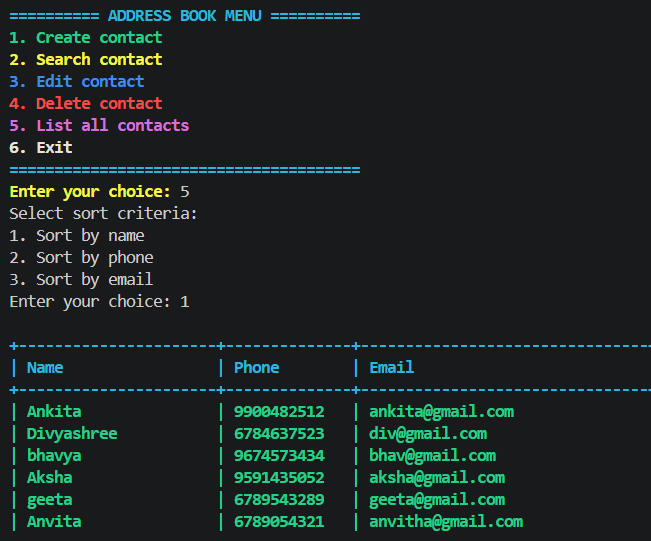 ========== ADDRESS BOOK MENU ==========
1. Create contact
2. Search contact
3. Edit contact
4. Delete contact
5. List all contacts
6. Exit
=======================================
Enter your choice: 5
Select sort criteria:
1. Sort by name
2. Sort by phone
3. Sort by email
Enter your choice: 1
+----------------------+--------------+--------------------------------
| Name                 | Phone        | Email
+----------------------+--------------+--------------------------------
| Ankita               | 9900482512   | ankita@gmail.com
| Divyashree           | 6784637523   | div@gmail.com
| bhavya               | 9674573434   | bhav@gmail.com
| Aksha                | 9591435052   | aksha@gmail.com
| geeta                | 6789543289   | geeta@gmail.com
| Anvita               | 6789054321   | anvitha@gmail.com